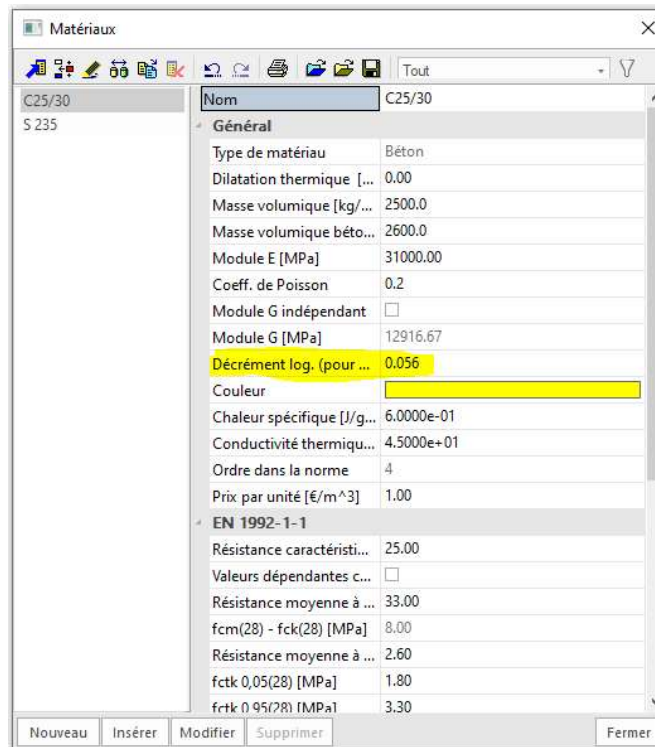 Matériaux
Tout
C25/30
S 235
Nom C25/30
Général
Type de matériau Béton
Dilatation thermique [... 0.00
Masse volumique [kg/... 2500.0
Masse volumique béto... 2600.0
Module E [MPa] 31000.00
Coeff. de Poisson 0.2
Module G indépendant
Module G [MPa] 12916.67
Décrément log. (pour ... 0.056
Couleur
Chaleur spécifique [J/g... 6.0000e-01
Conductivité thermiqu... 4.5000e+01
Ordre dans la norme 4
Prix par unité [€/m^3] 1.00
EN 1992-1-1
Résistance caractéristi... 25.00
Valeurs dépendantes c...
Résistance moyenne à ... 33.00
fcm(28) - fck(28) [MPa] 8.00
Résistance moyenne à ... 2.60
fctk 0,05(28) [MPa] 1.80
fctk 0,95(28) [MPa] 3.30
Nouveau Insérer Modifier Supprimer Fermer